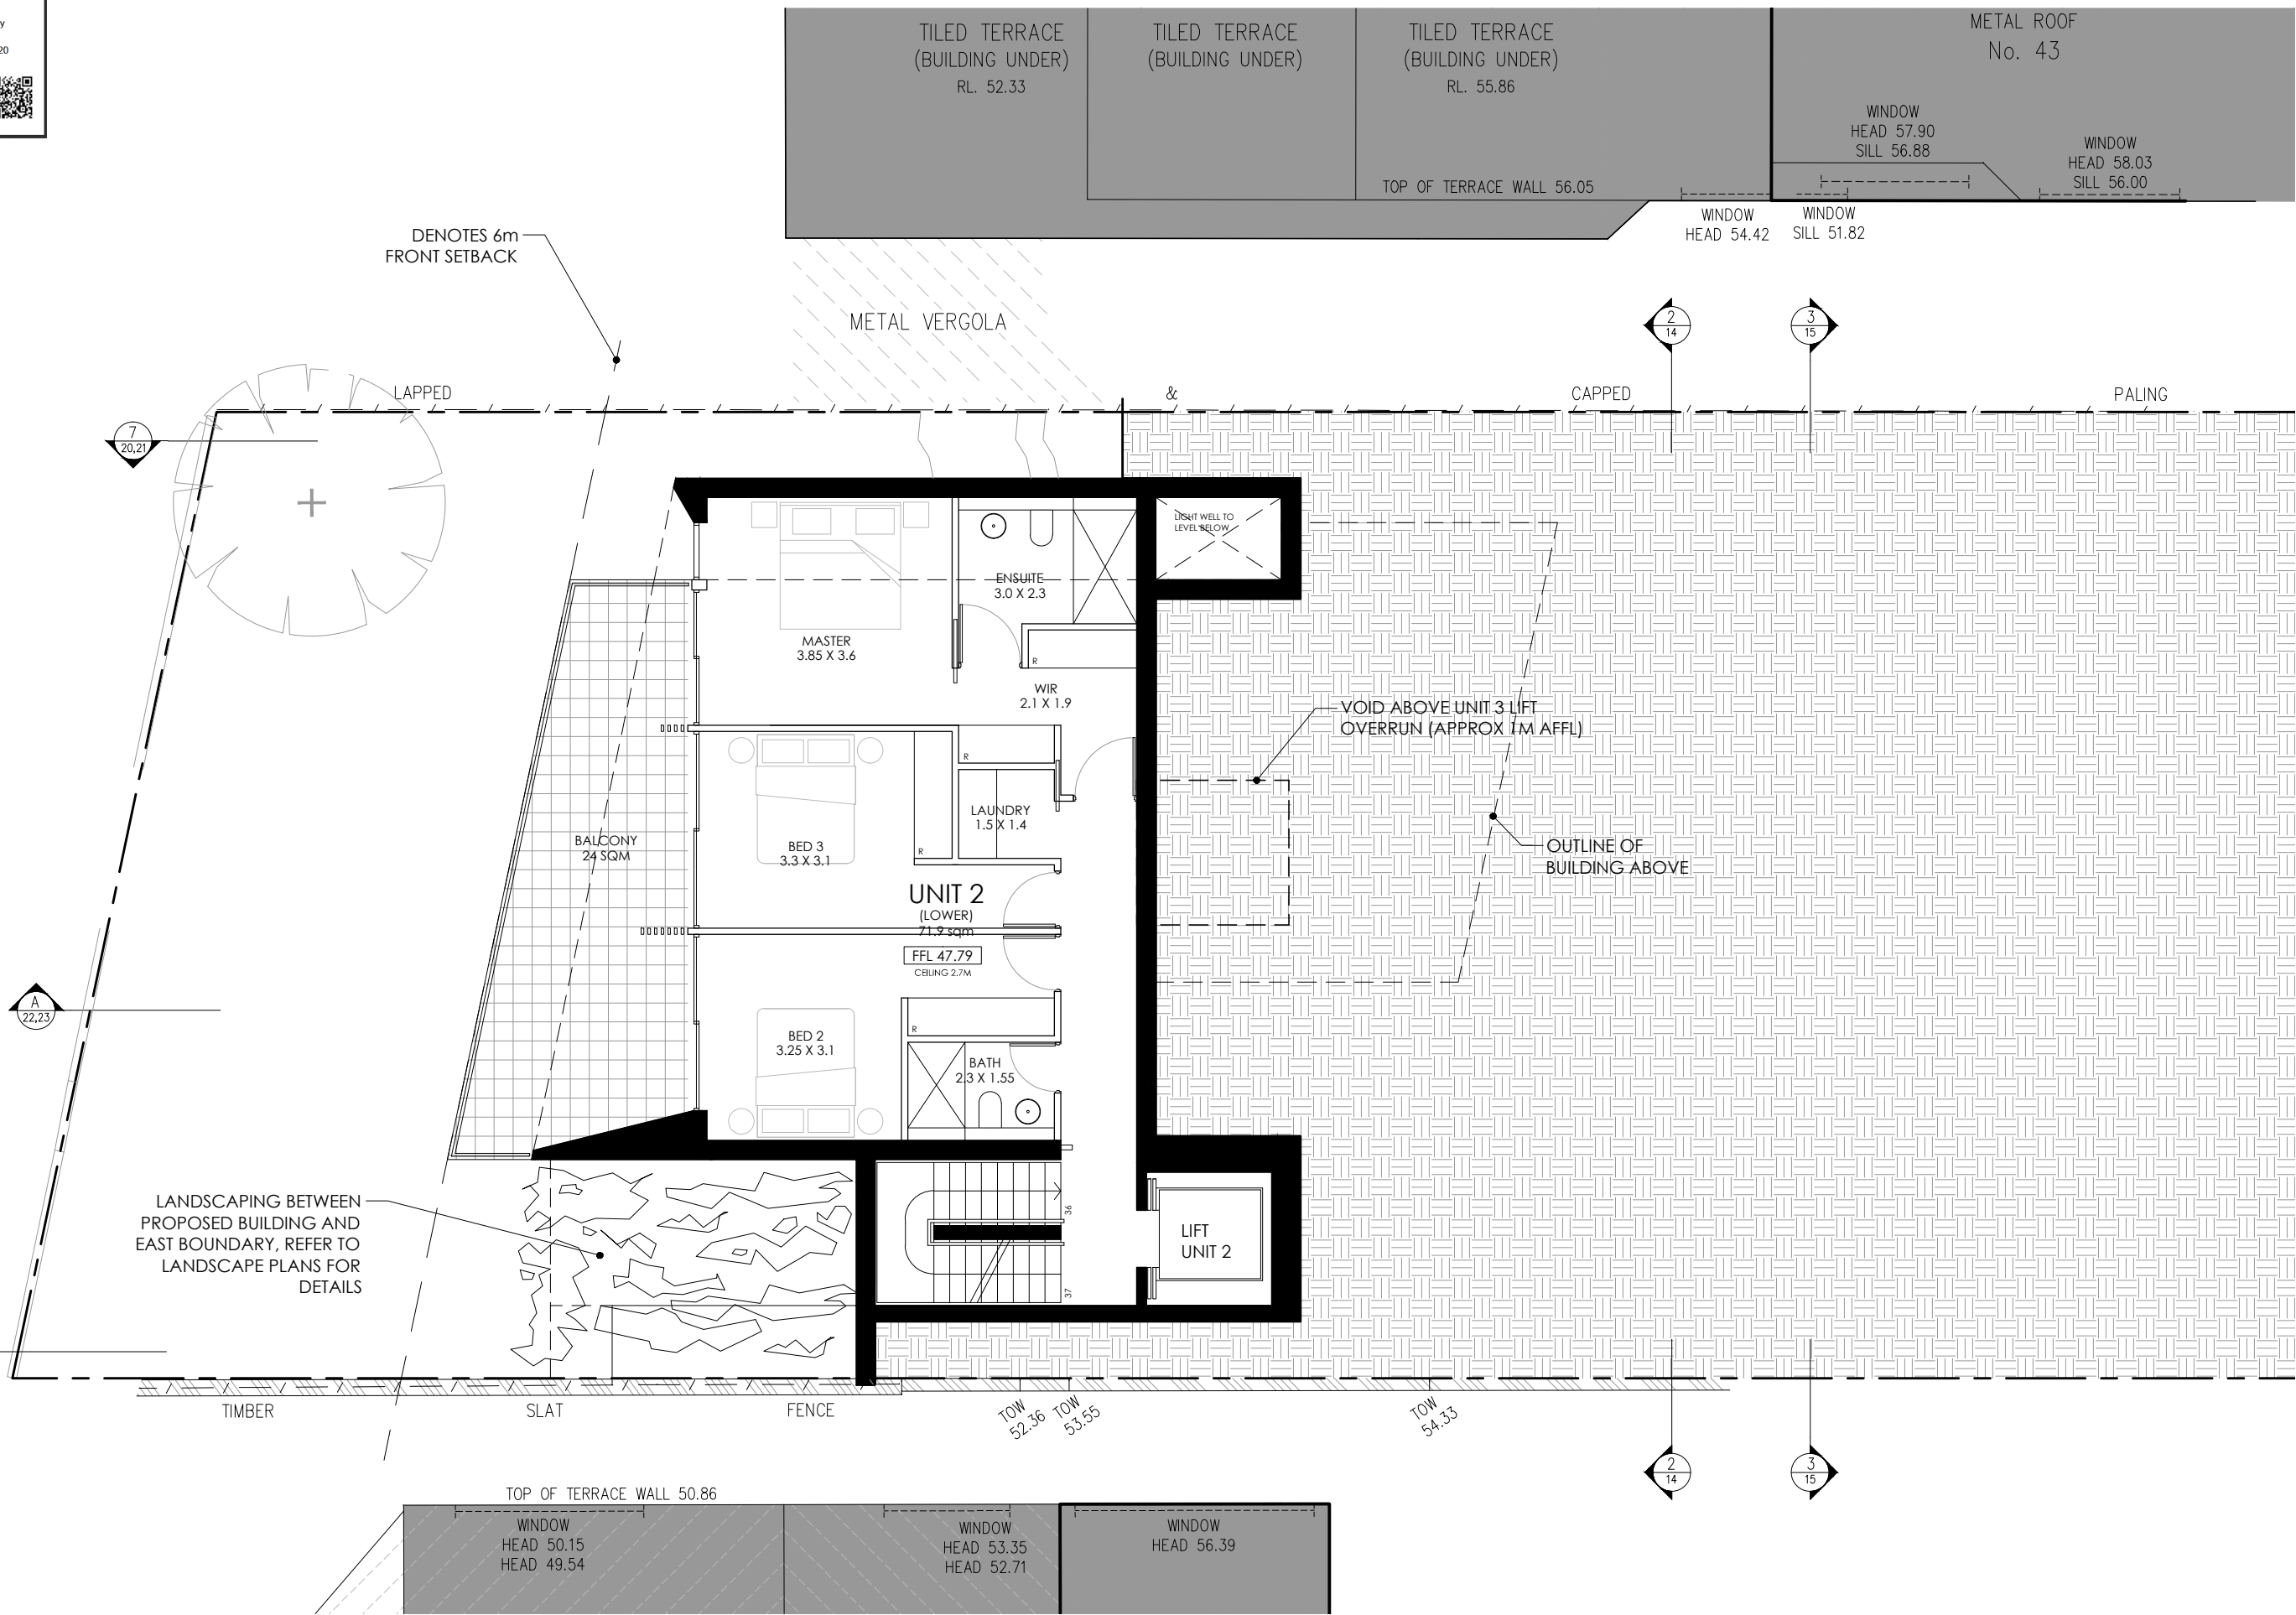 y
20
TILED TERRACE
(BUILDING UNDER)
RL. 52.33
TILED TERRACE
(BUILDING UNDER)
TILED TERRACE
(BUILDING UNDER)
RL. 55.86
METAL ROOF
No. 43
WINDOW
HEAD 57.90
SILL 56.88
WINDOW
HEAD 58.03
SILL 56.00
TOP OF TERRACE WALL 56.05
WINDOW
HEAD 54.42
WINDOW
SILL 51.82
DENOTES 6m
FRONT SETBACK
METAL VERGOLA
2
14
3
15
LAPPED
&
CAPPED
PALING
7
20,21
LIGHT WELL TO
LEVEL BELOW
ENSUITE
3.0 X 2.3
MASTER
3.85 X 3.6
R
WIR
2.1 X 1.9
VOID ABOVE UNIT 3 LIFT
OVERRUN (APPROX 1M AFFL)
R
LAUNDRY
1.5 X 1.4
BALCONY
24 SQM
BED 3
3.3 X 3.1
R
OUTLINE OF
BUILDING ABOVE
UNIT 2
(LOWER)
71.9 sqm
FFL 47.79
CEILING 2.7M
A
22,23
R
BED 2
3.25 X 3.1
BATH
2.3 X 1.55
LANDSCAPING BETWEEN
PROPOSED BUILDING AND
EAST BOUNDARY, REFER TO
LANDSCAPE PLANS FOR
DETAILS
36
37
LIFT
UNIT 2
TIMBER
SLAT
FENCE
TOW
52.36
TOW
53.55
TOW
54.33
2
14
3
15
TOP OF TERRACE WALL 50.86
WINDOW
HEAD 50.15
HEAD 49.54
WINDOW
HEAD 53.35
HEAD 52.71
WINDOW
HEAD 56.39